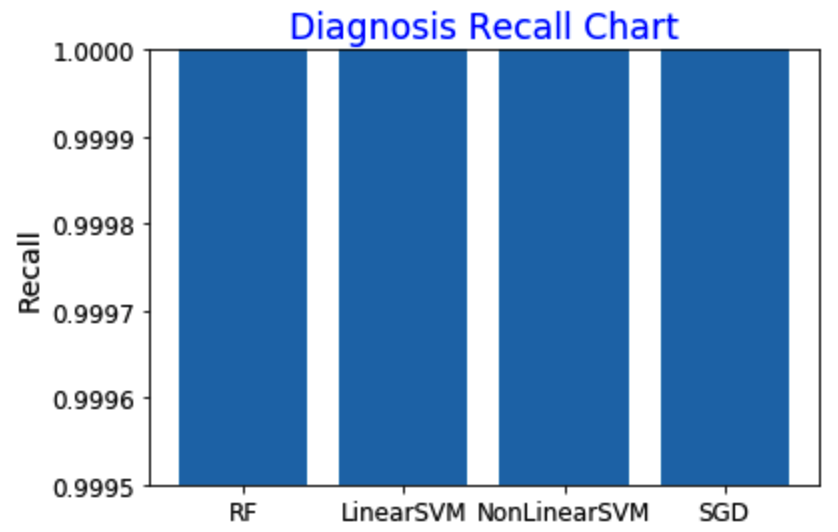 Diagnosis Recall Chart
1.0000
0.9999
0.9998
0.9997
0.9996
0.9995
Recall
RF LinearSVM NonLinearSVM SGD